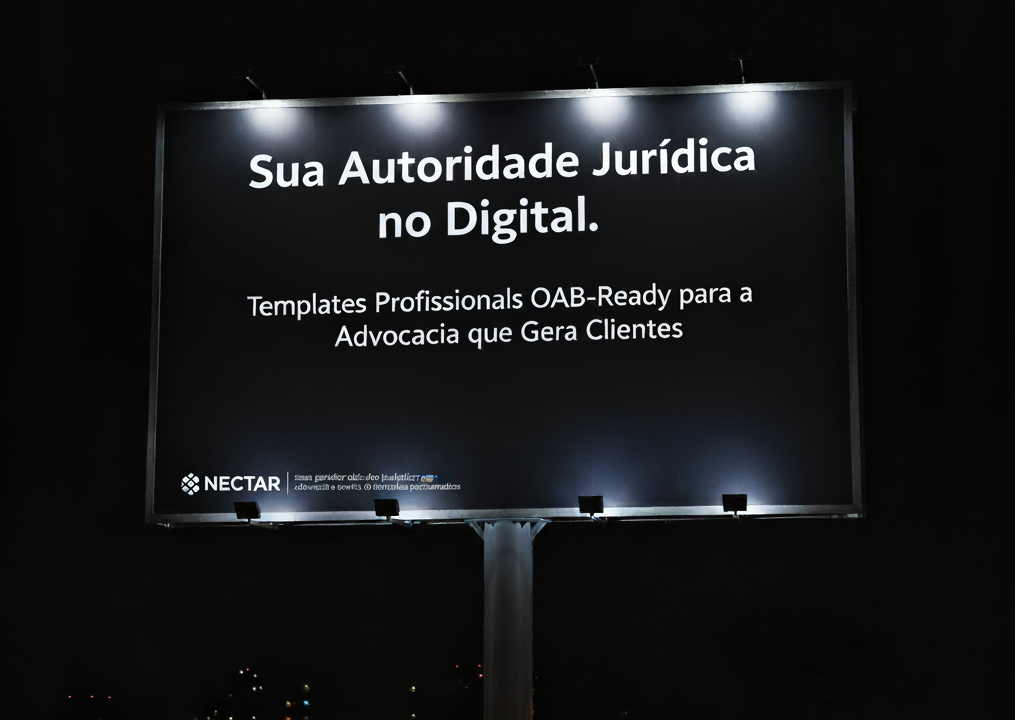 Sua Autoridade Jurídica
no Digital.
Templates Profissionals OAB-Ready para a
Advocacia que Gera Clientes
NECTAR